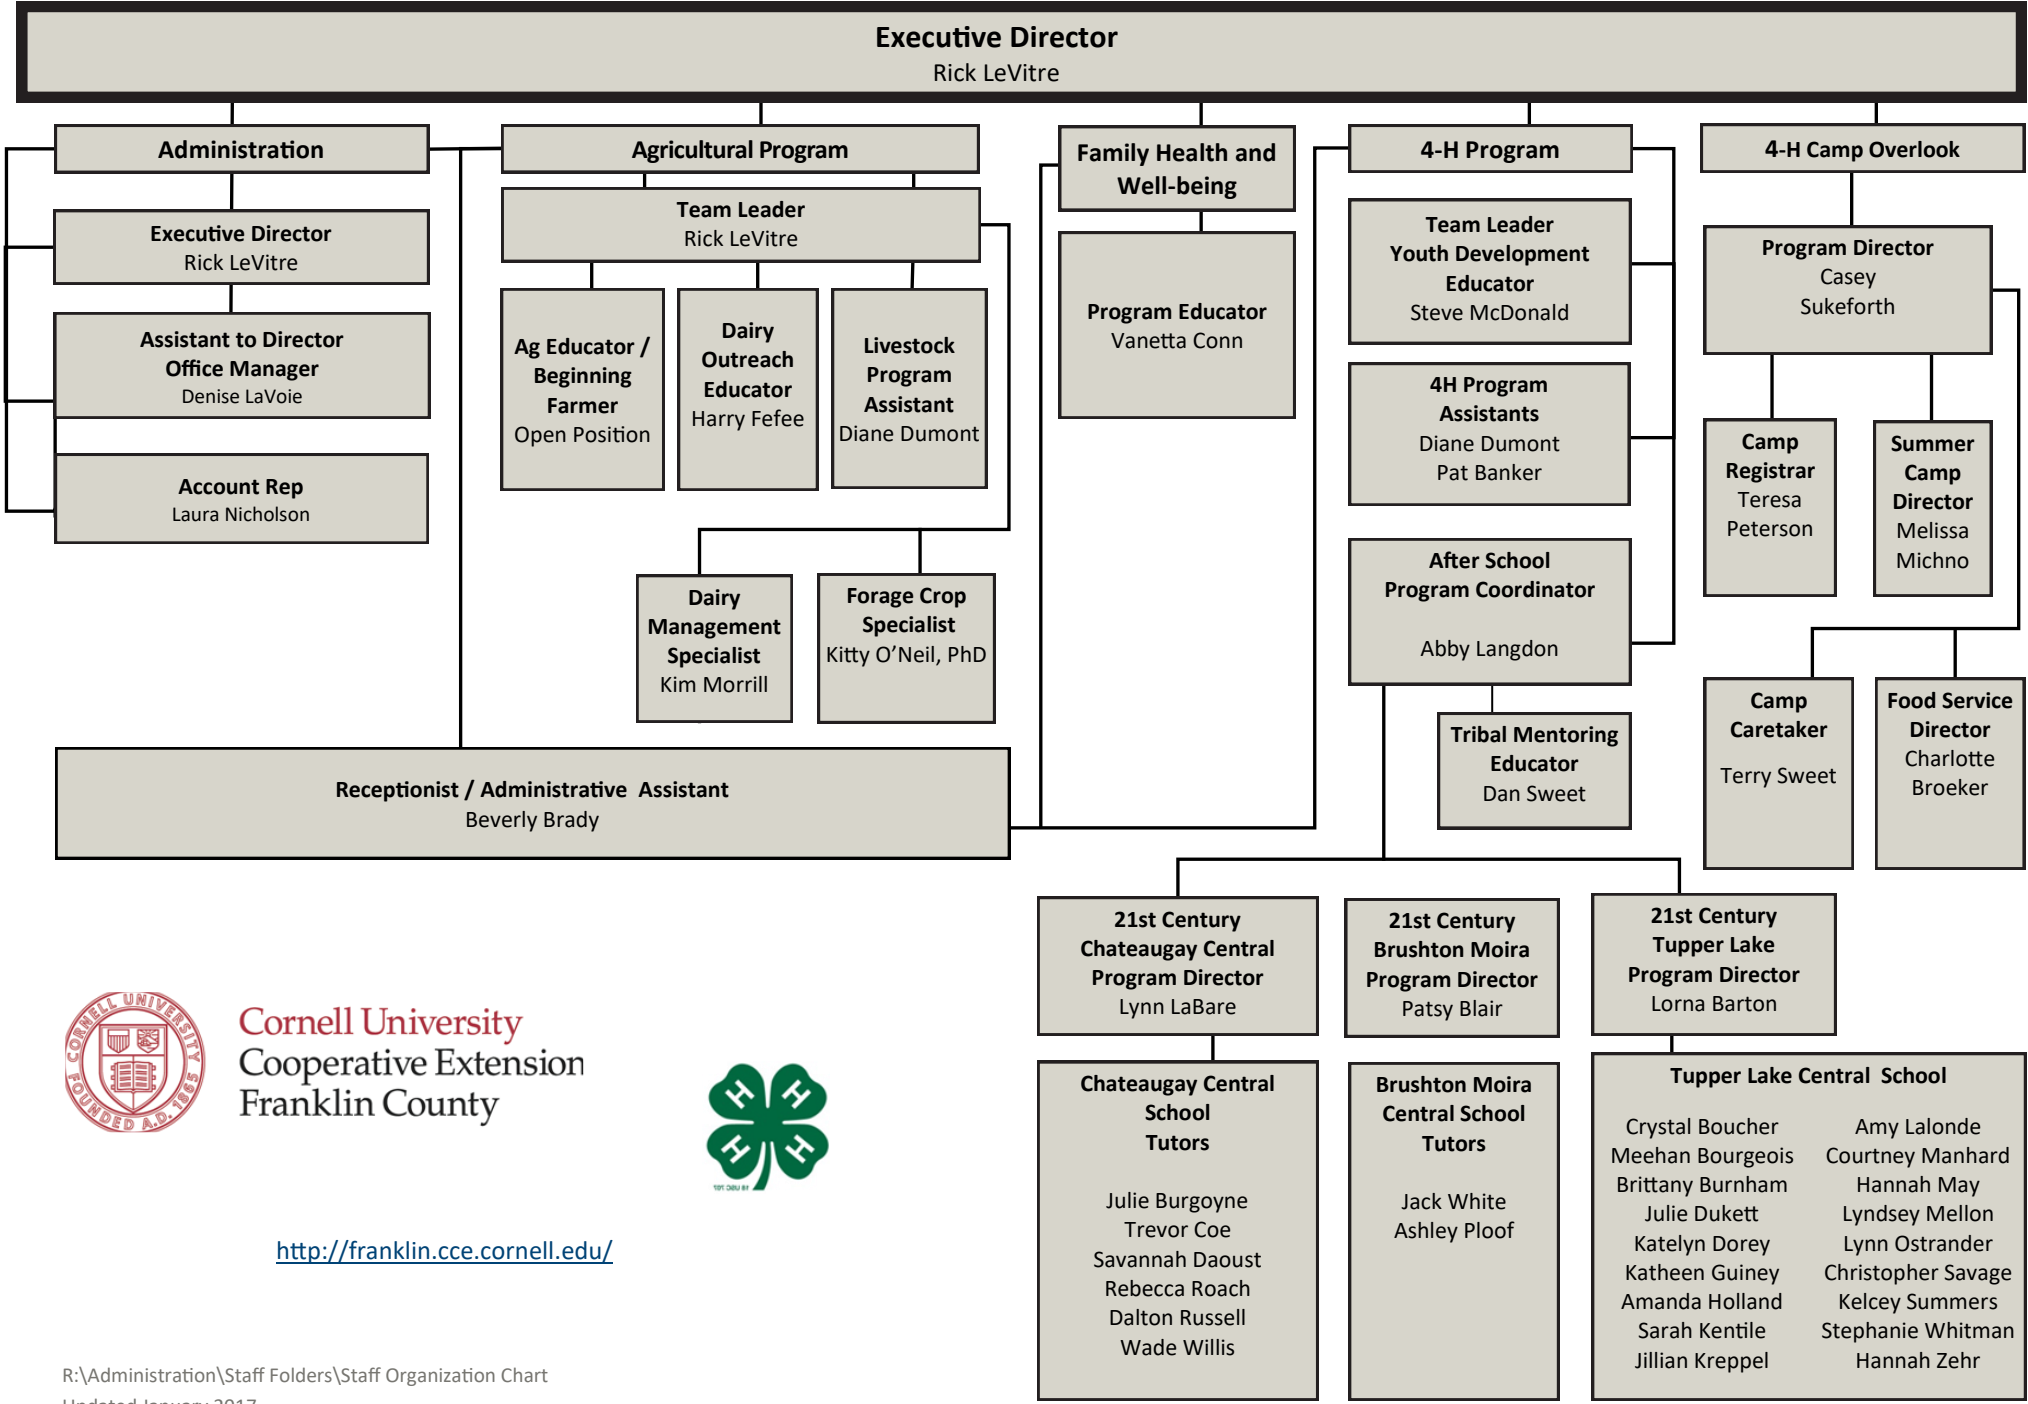 Executive Director
Rick LeVitre
Administration
Agricultural Program
Family Health and
Well-being
4-H Program
4-H Camp Overlook
Executive Director
Rick LeVitre
Assistant to Director
Office Manager
Denise LaVoie
Account Rep
Laura Nicholson
Team Leader
Rick LeVitre
Ag Educator /
Beginning
Farmer
Open Position
Dairy
Outreach
Educator
Harry Fefee
Livestock
Program
Assistant
Diane Dumont
Dairy
Management
Specialist
Kim Morrill
Forage Crop
Specialist
Kitty O’Neil, PhD
Program Educator
Vanetta Conn
Team Leader
Youth Development
Educator
Steve McDonald
4H Program
Assistants
Diane Dumont
Pat Banker
After School
Program Coordinator
Abby Langdon
Tribal Mentoring
Educator
Dan Sweet
Program Director
Casey
Sukeforth
Camp
Registrar
Teresa
Peterson
Summer
Camp
Director
Melissa
Michno
Camp
Caretaker
Terry Sweet
Food Service
Director
Charlotte
Broeker
Receptionist / Administrative Assistant
Beverly Brady
21st Century
Chateaugay Central
Program Director
Lynn LaBare
21st Century
Brushton Moira
Program Director
Patsy Blair
21st Century
Tupper Lake
Program Director
Lorna Barton
Chateaugay Central
School
Tutors
Julie Burgoyne
Trevor Coe
Savannah Daoust
Rebecca Roach
Dalton Russell
Wade Willis
Brushton Moira
Central School
Tutors
Jack White
Ashley Ploof
Tupper Lake Central School
Crystal Boucher
Meehan Bourgeois
Brittany Burnham
Julie Dukett
Katelyn Dorey
Katheen Guiney
Amanda Holland
Sarah Kentile
Jillian Kreppel
Amy Lalonde
Courtney Manhard
Hannah May
Lyndsey Mellon
Lynn Ostrander
Christopher Savage
Kelcey Summers
Stephanie Whitman
Hannah Zehr
CORNELL UNIVERSITY
FOUNDED A.D. 1865
Cornell University
Cooperative Extension
Franklin County
H H
H H
18 USC 707
http://franklin.cce.cornell.edu/
R:\Administration\Staff Folders\Staff Organization Chart
Updated January 2017